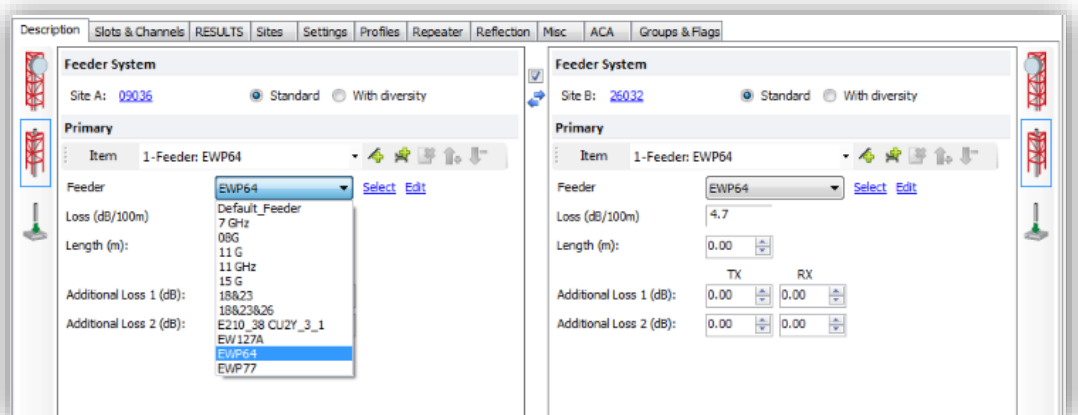 Description Slots & Channels RESULTS Sites Settings Profiles Repeater Reflection Misc ACA Groups & Flags
Feeder System
Site A: 09036 Standard With diversity
Primary
Item 1-Feeder: EWP64
Feeder EWP64 Select Edit
Loss (dB/100m)
Length (m):
Additional Loss 1 (dB):
Additional Loss 2 (dB):
Default_Feeder
7 GHz
08G
11 G
11 GHz
15 G
18&23
18&23&26
E210_38 CU2Y_3_1
EW127A
EWP64
EWP77
Feeder System
Site B: 26032 Standard With diversity
Primary
Item 1-Feeder: EWP64
Feeder EWP64 Select Edit
Loss (dB/100m) 4.7
Length (m): 0.00
TX RX
Additional Loss 1 (dB): 0.00 0.00
Additional Loss 2 (dB): 0.00 0.00